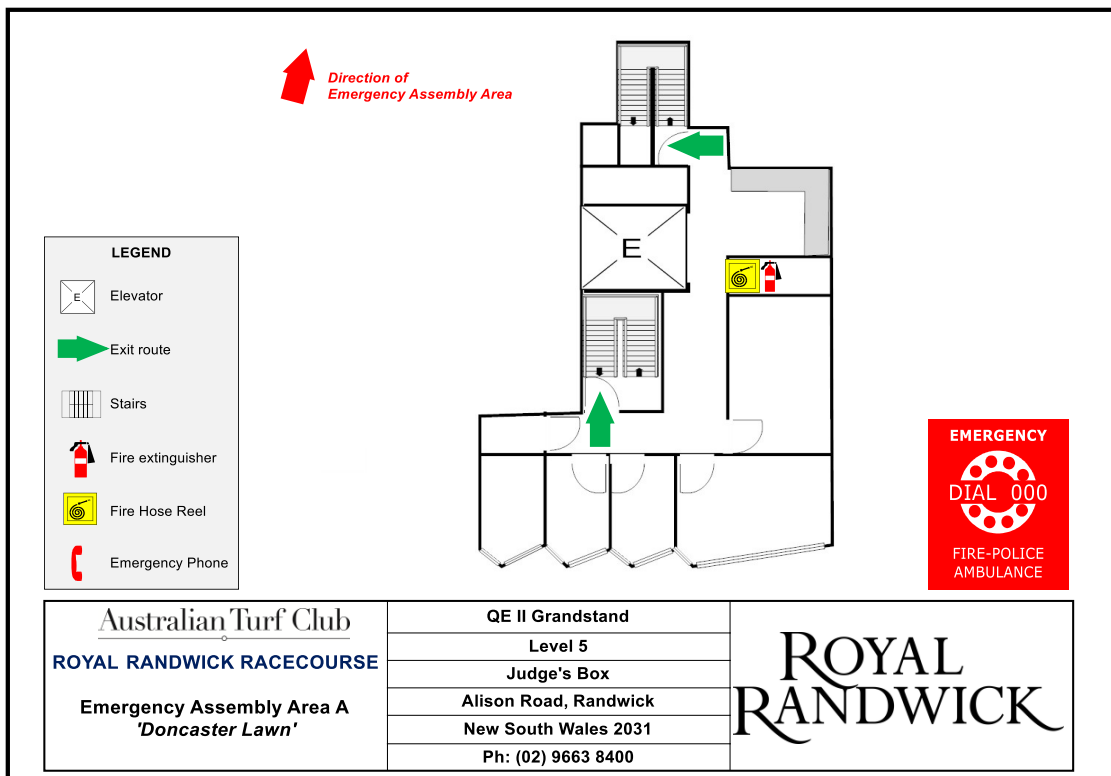 Direction of
Emergency Assembly Area
E
LEGEND
E
Elevator
Exit route
Stairs
Fire extinguisher
Fire Hose Reel
Emergency Phone
EMERGENCY
DIAL 000
FIRE-POLICE
AMBULANCE
Australian Turf Club
ROYAL RANDWICK RACECOURSE
Emergency Assembly Area A
'Doncaster Lawn'
QE II Grandstand
Level 5
Judge's Box
Alison Road, Randwick
New South Wales 2031
Ph: (02) 9663 8400
ROYAL
RANDWICK